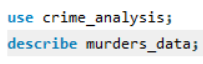 use crime_analysis;
describe murders_data;